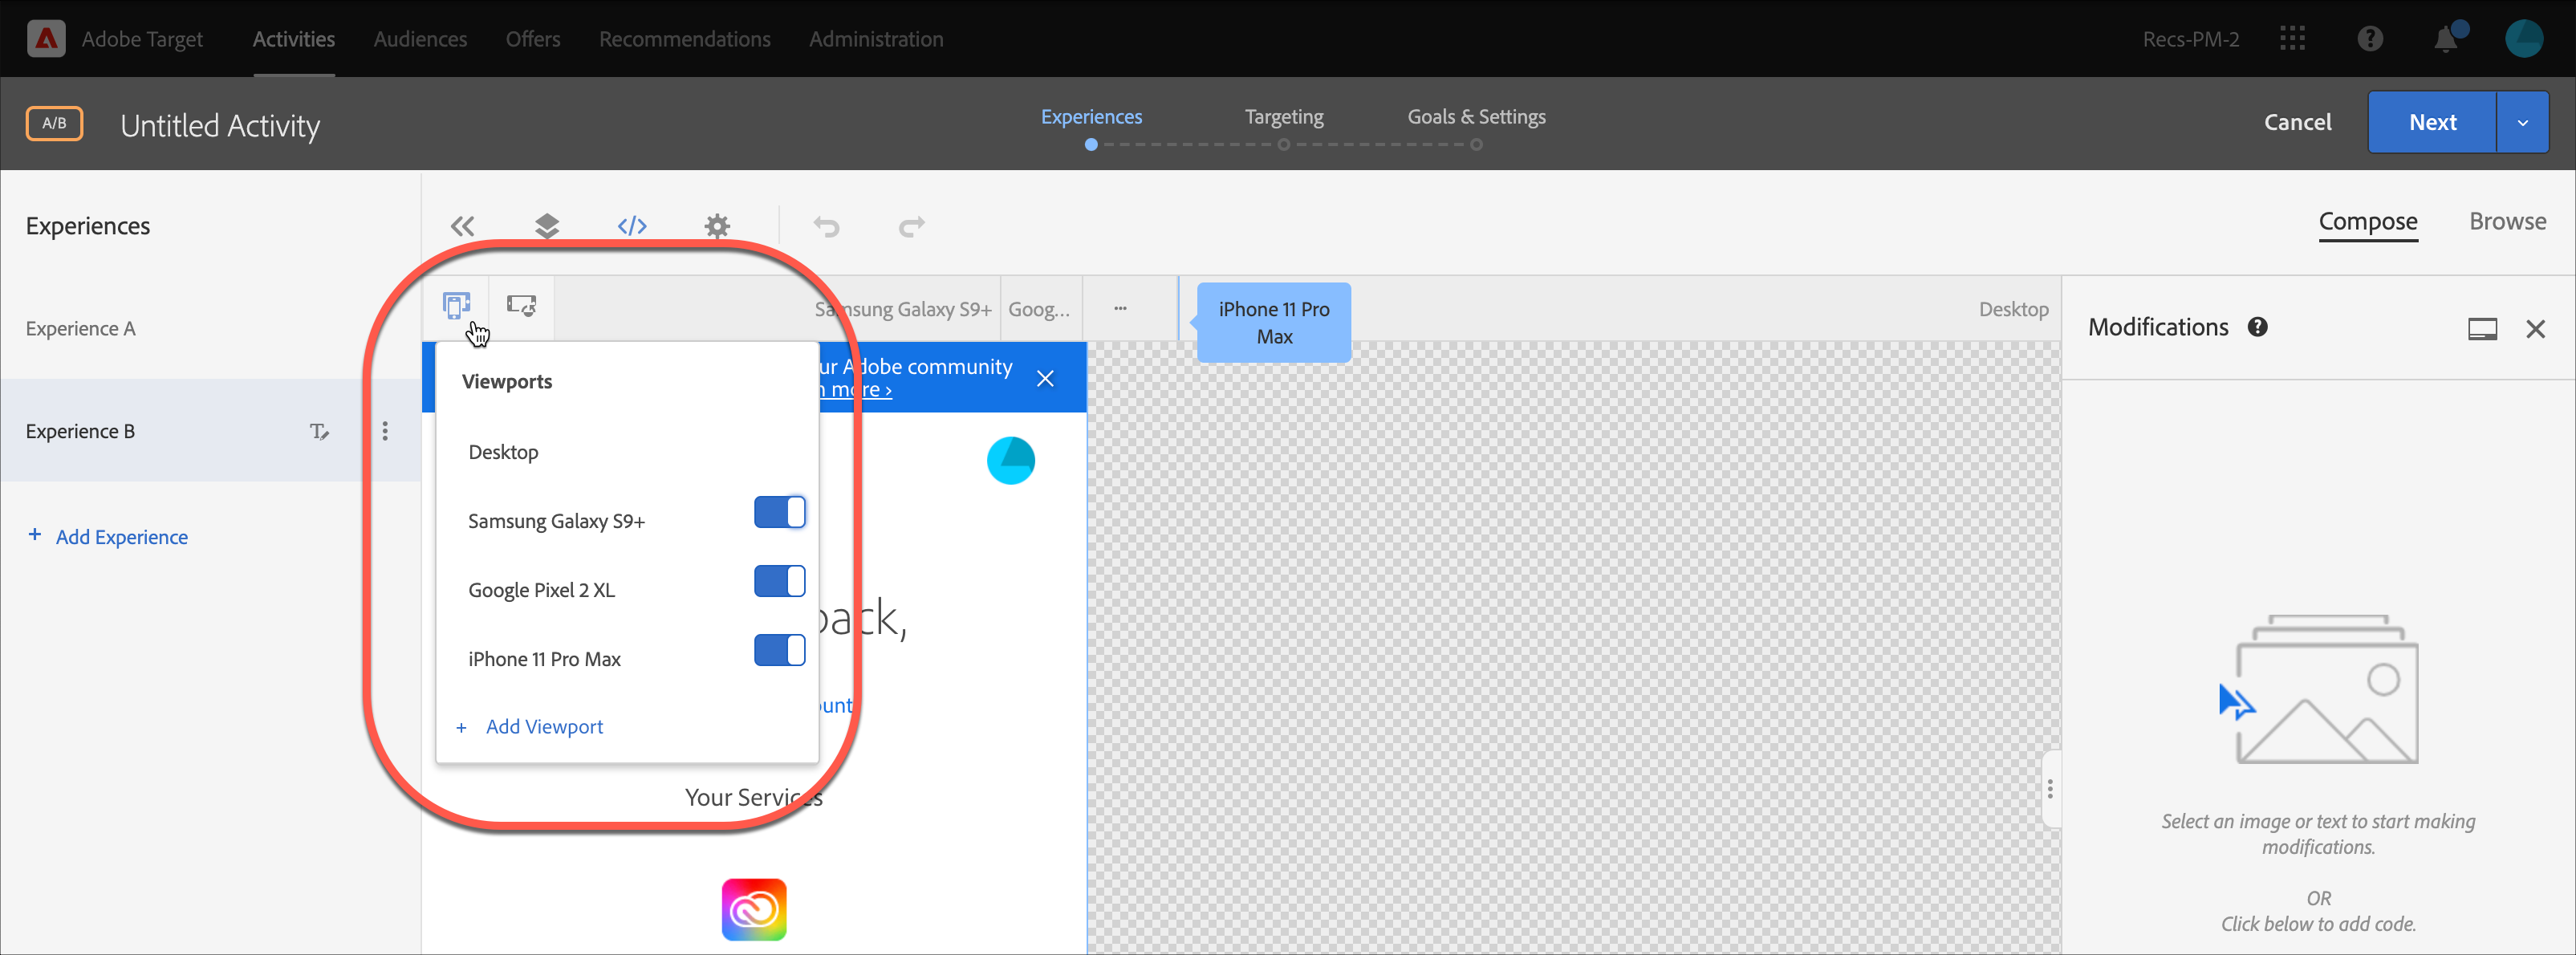 Adobe Target
Activities
Audiences
Offers
Recommendations
Administration
Recs-PM-2
A/B
Untitled Activity
Experiences
Targeting
Goals & Settings
Cancel
Next
Experiences
Compose
Browse
Samsung Galaxy S9+
Goog...
iPhone 11 Pro
Max
Desktop
Modifications
Experience A
Experience B
+ Add Experience
Viewports
Desktop
Samsung Galaxy S9+
Google Pixel 2 XL
iPhone 11 Pro Max
+ Add Viewport
Adobe community
more ›
Your Services
Select an image or text to start making
modifications.
OR
Click below to add code.